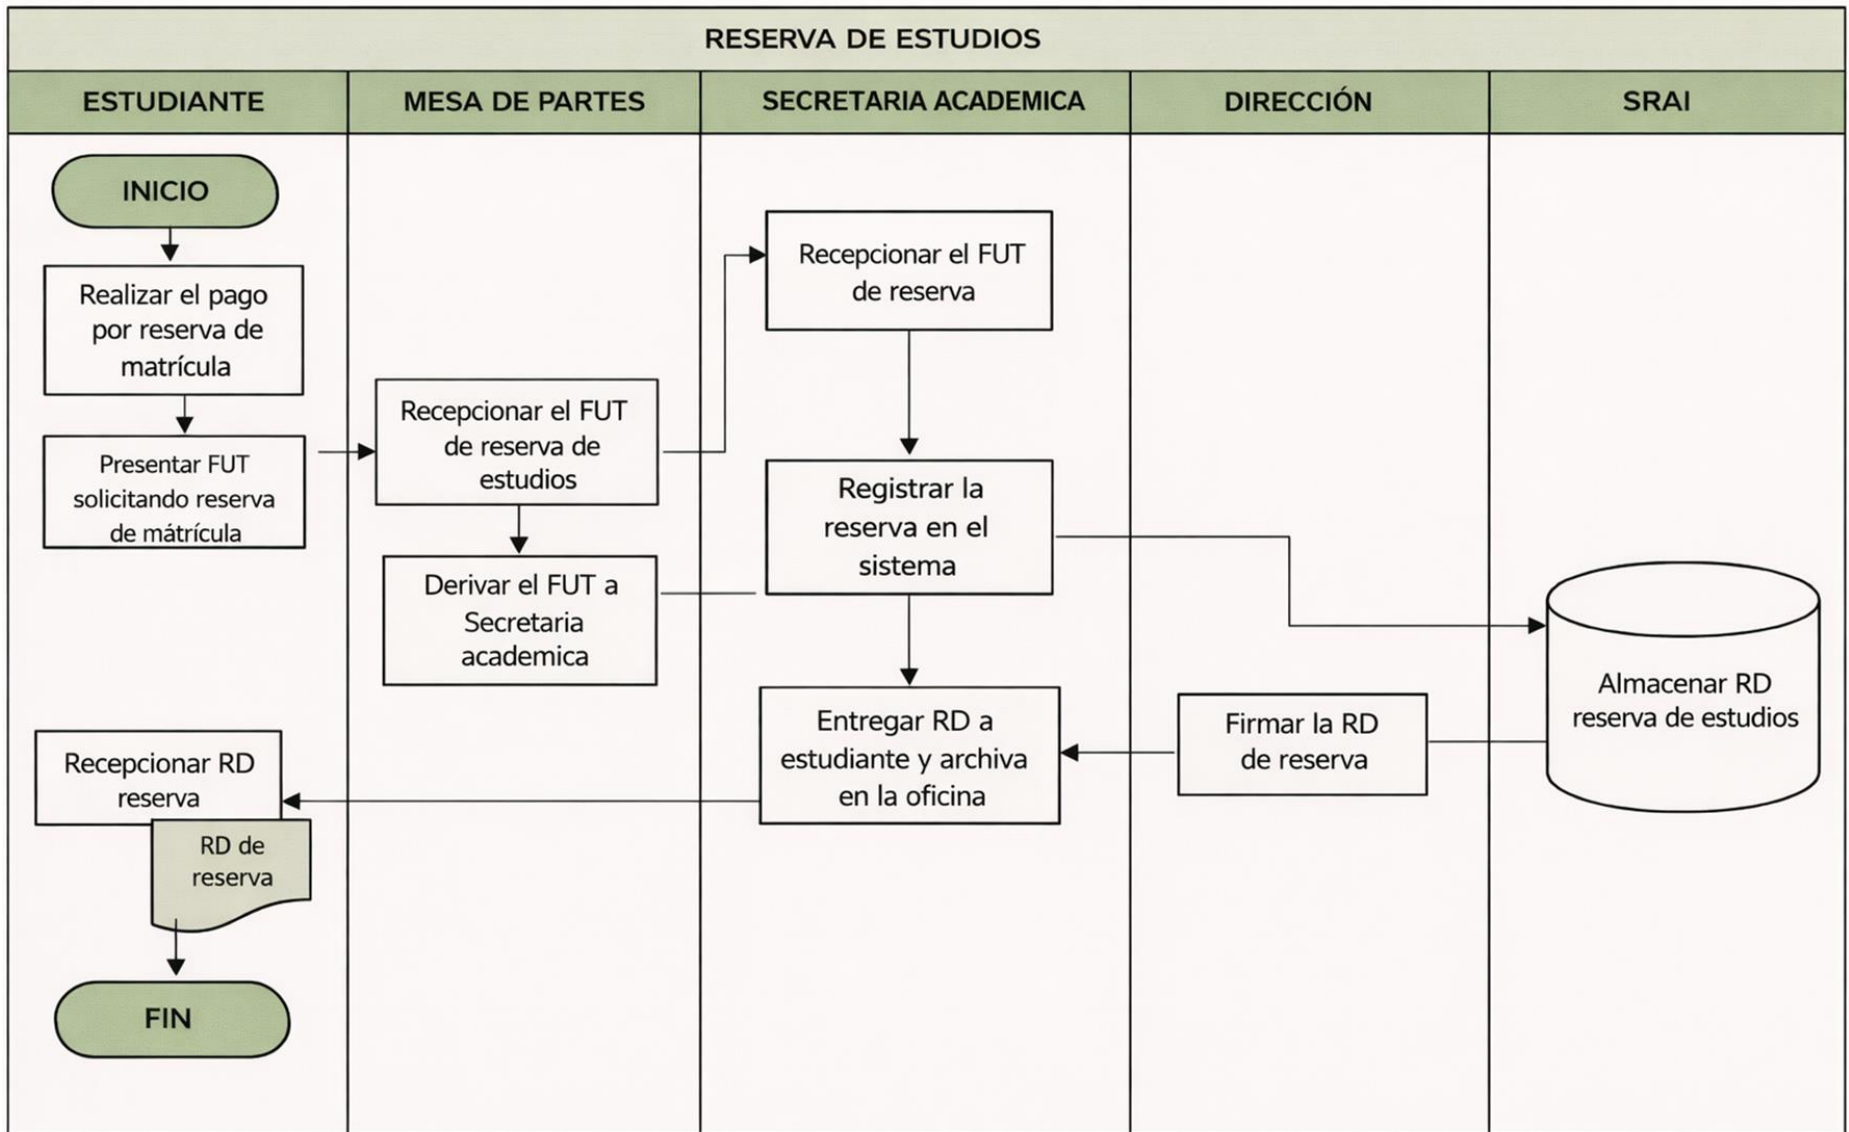 RESERVA DE ESTUDIOS
ESTUDIANTE
MESA DE PARTES
SECRETARIA ACADEMICA
DIRECCIÓN
SRAI
INICIO
Realizar el pago
por reserva de
matrícula
Presentar FUT
solicitando reserva
de mátrícula
Recepcionar el FUT
de reserva de
estudios
Derivar el FUT a
Secretaria
academica
Recepcionar el FUT
de reserva
Registrar la
reserva en el
sistema
Entregar RD a
estudiante y archiva
en la oficina
Firmar la RD
de reserva
Almacenar RD
reserva de estudios
Recepcionar RD
reserva
RD de
reserva
FIN